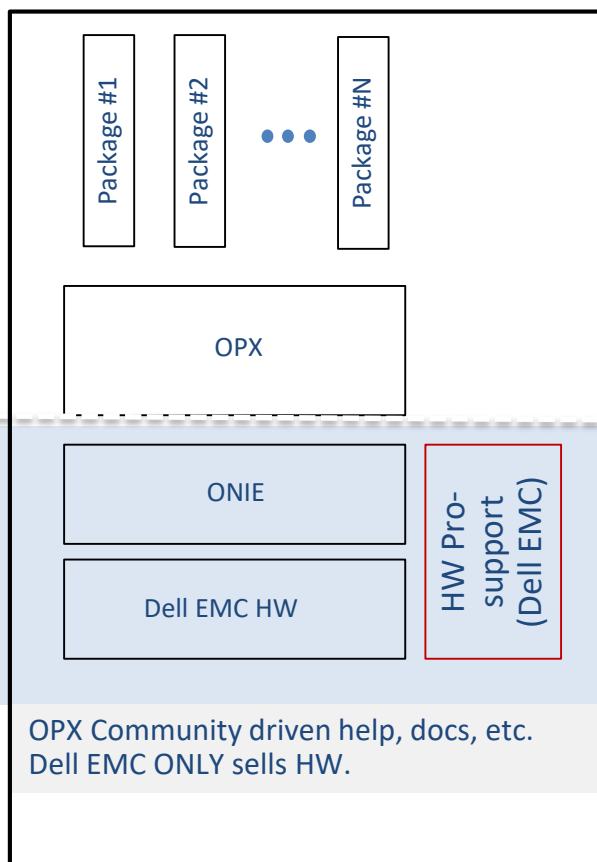 Package #1
Package #2
Package #N
OPX
ONIE
Dell EMC HW
HW Pro-
support
(Dell EMC)
OPX Community driven help, docs, etc.
Dell EMC ONLY sells HW.